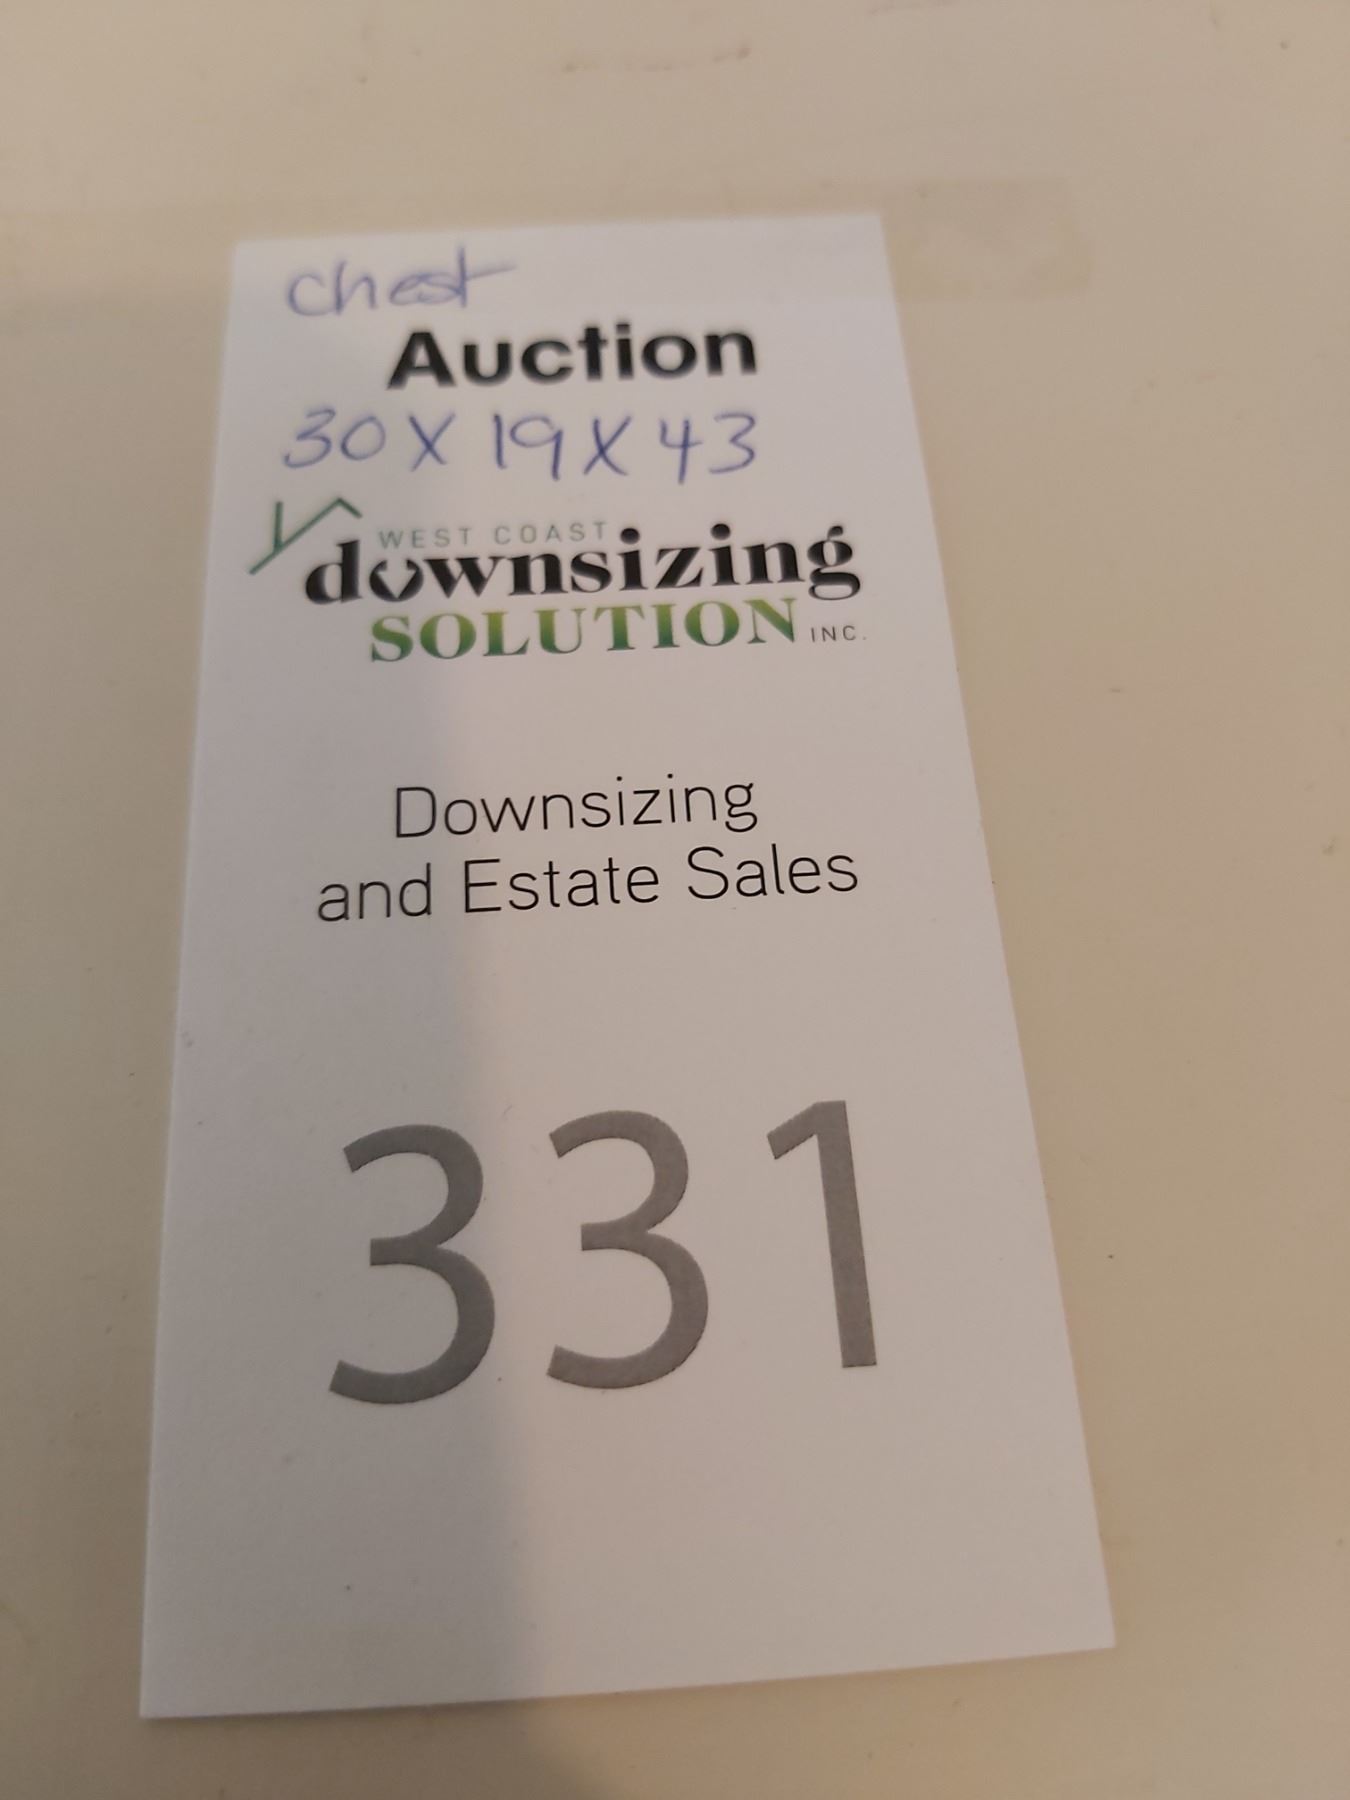 chest
Auction
30 X 19 X 43
WEST COAST
downsizing
SOLUTION INC.
Downsizing
and Estate Sales
331